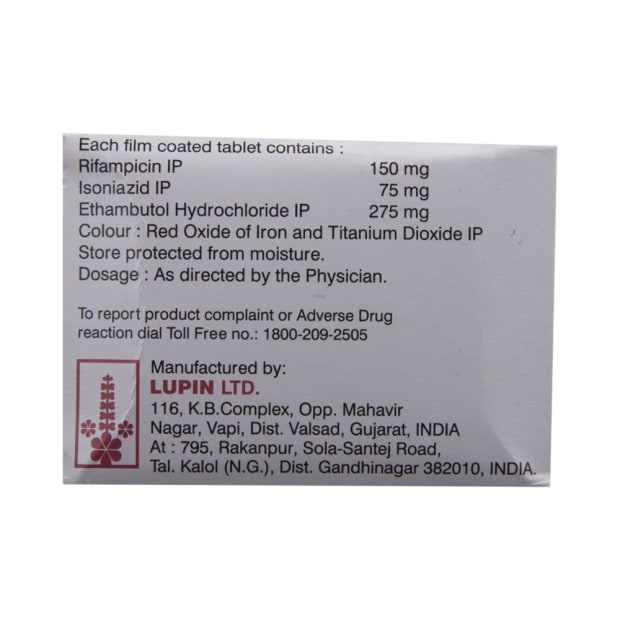 Each film coated tablet contains :
Rifampicin IP 150 mg
Isoniazid IP 75 mg
Ethambutol Hydrochloride IP 275 mg
Colour : Red Oxide of Iron and Titanium Dioxide IP
Store protected from moisture.
Dosage : As directed by the Physician.
To report product complaint or Adverse Drug
reaction dial Toll Free no.: 1800-209-2505
Manufactured by:
LUPIN LTD.
116, K.B.Complex, Opp. Mahavir
Nagar, Vapi, Dist. Valsad, Gujarat, INDIA
At : 795, Rakanpur, Sola-Santej Road,
Tal. Kalol (N.G.), Dist. Gandhinagar 382010, INDIA.